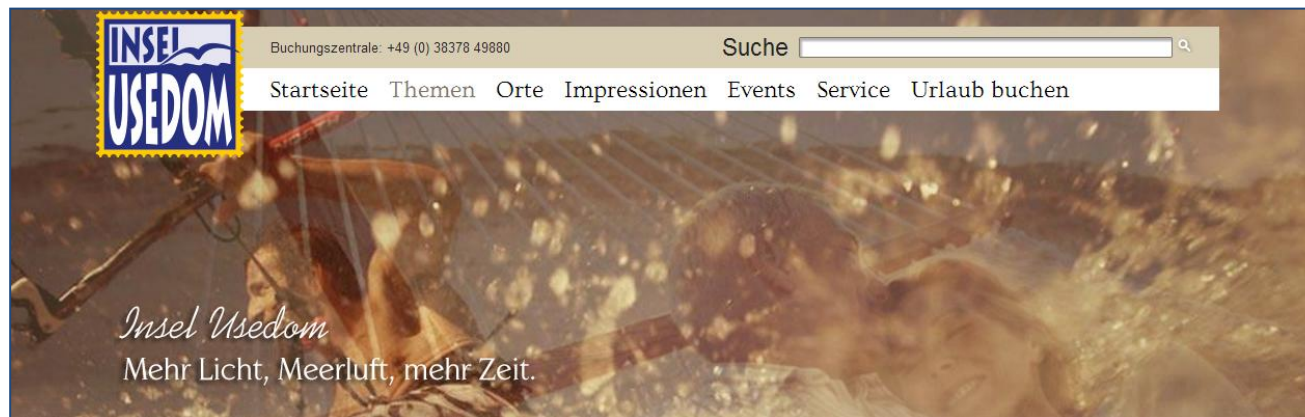 INSEL
USEDOM
Buchungszentrale: +49 (0) 38378 49880
Suche
Startseite Themen Orte Impressionen Events Service Urlaub buchen
Insel Usedom
Mehr Licht, Meerluft, mehr Zeit.